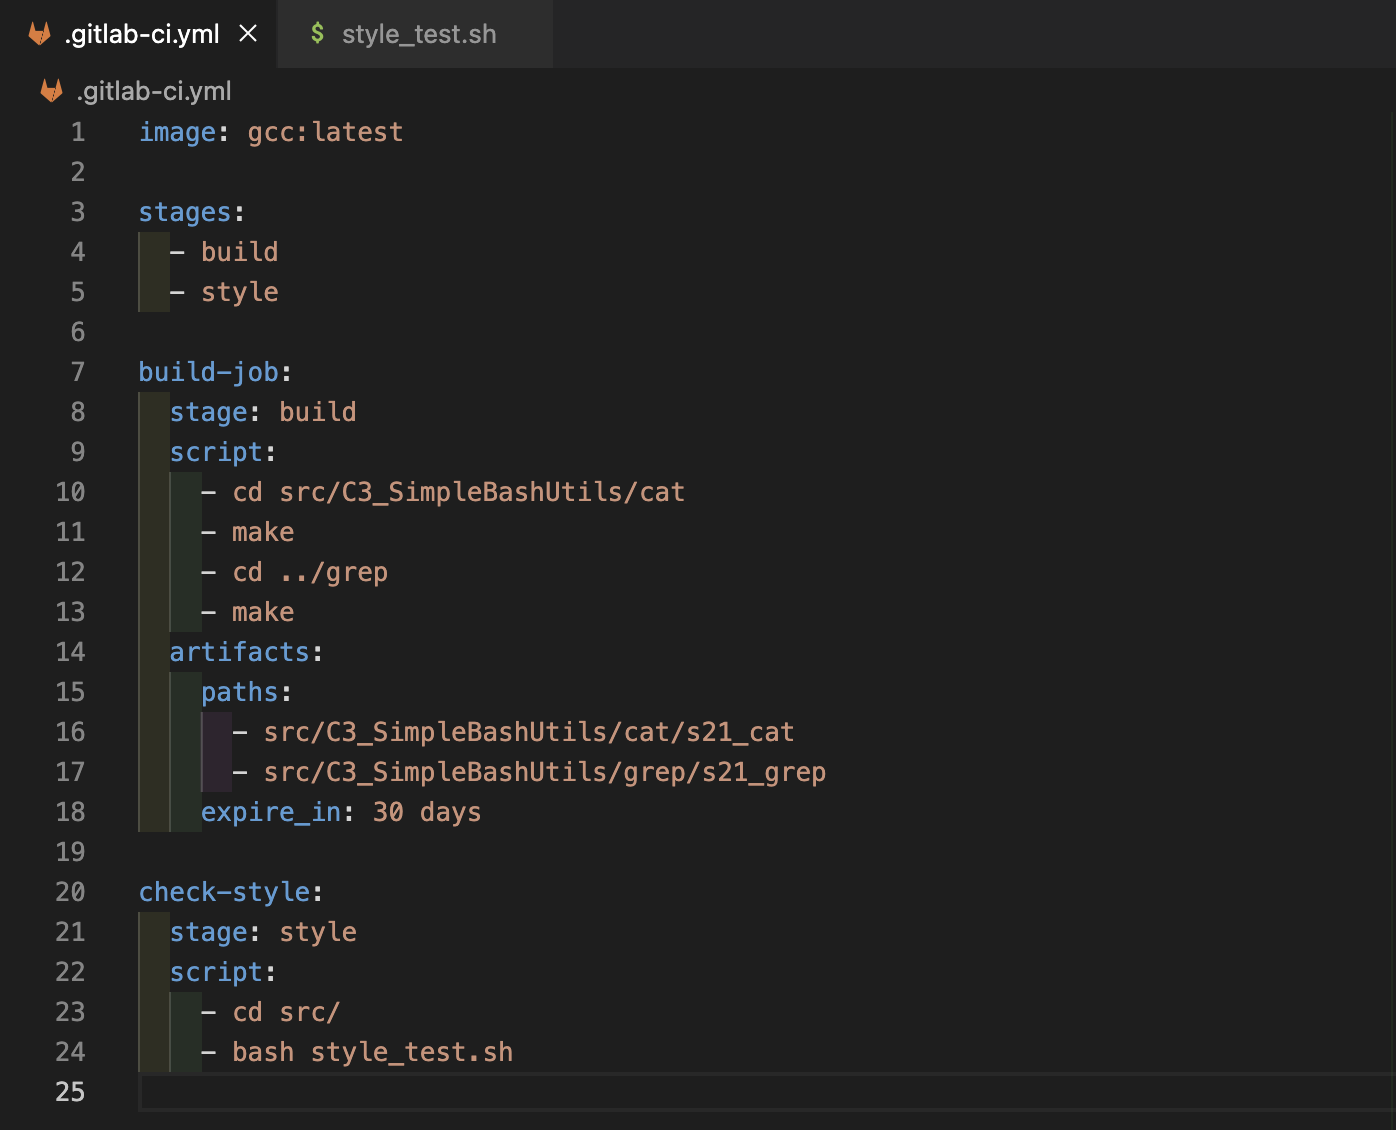 .gitlab-ci.yml
$ style_test.sh
.gitlab-ci.yml
1 image: gcc:latest
2
3 stages:
4   - build
5   - style
6
7 build-job:
8   stage: build
9   script:
10     - cd src/C3_SimpleBashUtils/cat
11     - make
12     - cd ../grep
13     - make
14   artifacts:
15     paths:
16       - src/C3_SimpleBashUtils/cat/s21_cat
17       - src/C3_SimpleBashUtils/grep/s21_grep
18     expire_in: 30 days
19
20 check-style:
21   stage: style
22   script:
23     - cd src/
24     - bash style_test.sh
25